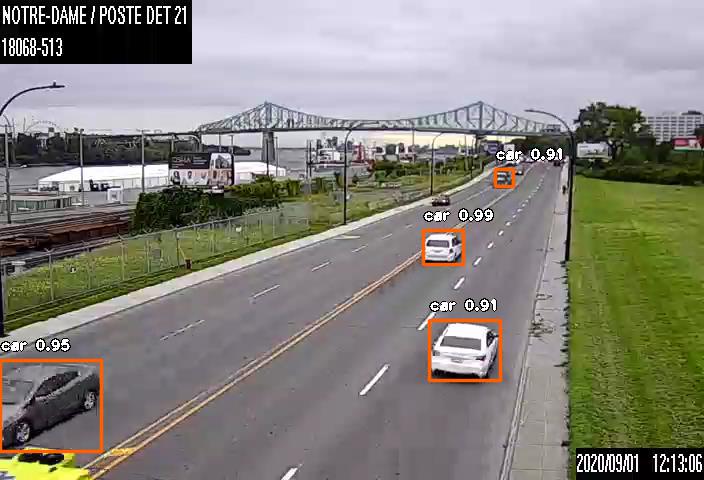 NOTRE-DAME / POSTE DET 21
18068-513
car 0.91
car 0.99
car 0.91
car 0.95
2020/09/01 12:13:06